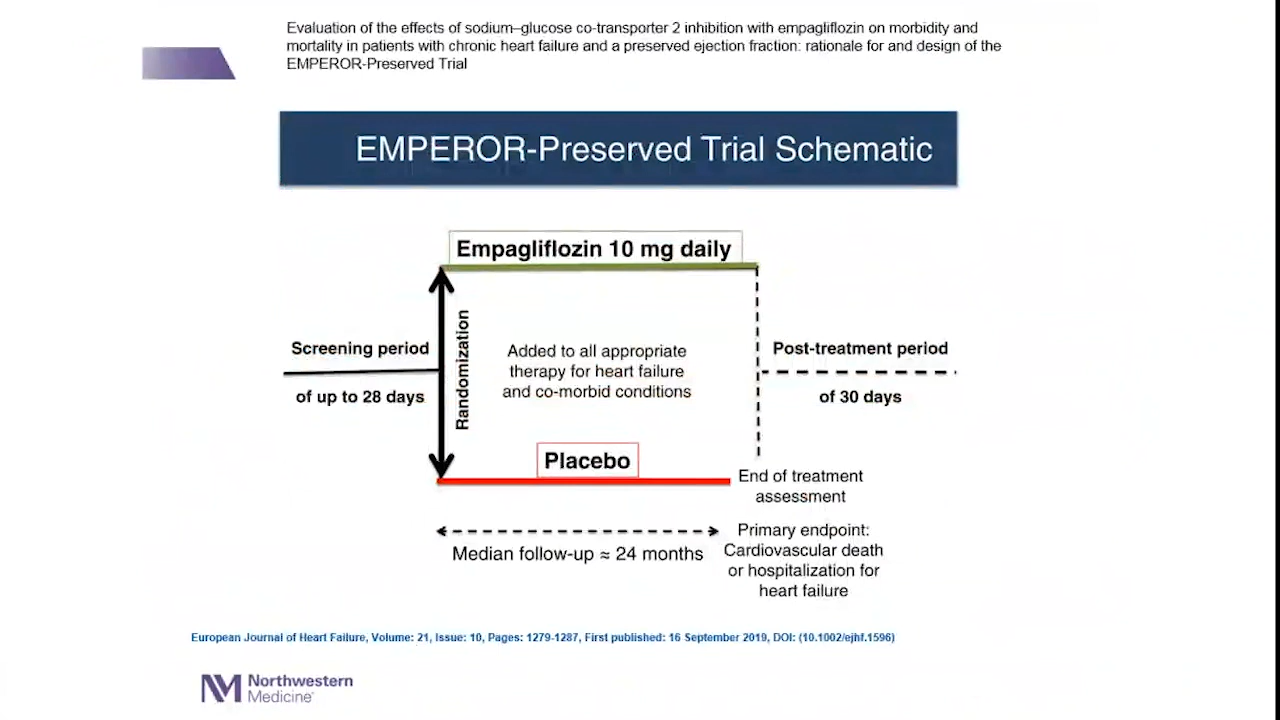 Evaluation of the effects of sodium–glucose co-transporter 2 inhibition with empagliflozin on morbidity and
mortality in patients with chronic heart failure and a preserved ejection fraction: rationale for and design of the
EMPEROR-Preserved Trial
EMPEROR-Preserved Trial Schematic
Empagliflozin 10 mg daily
Screening period
of up to 28 days
Randomization
Added to all appropriate
therapy for heart failure
and co-morbid conditions
Post-treatment period
of 30 days
Placebo
End of treatment
assessment
Median follow-up ≈ 24 months
Primary endpoint:
Cardiovascular death
or hospitalization for
heart failure
European Journal of Heart Failure, Volume: 21, Issue: 10, Pages: 1279-1287, First published: 16 September 2019, DOI: (10.1002/ejhf.1596)
Northwestern
Medicine